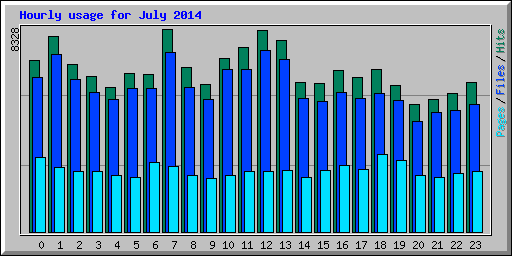 Hourly usage for July 2014
8328
Pages/Files/Hits
0 1 2 3 4 5 6 7 8 9 10 11 12 13 14 15 16 17 18 19 20 21 22 23